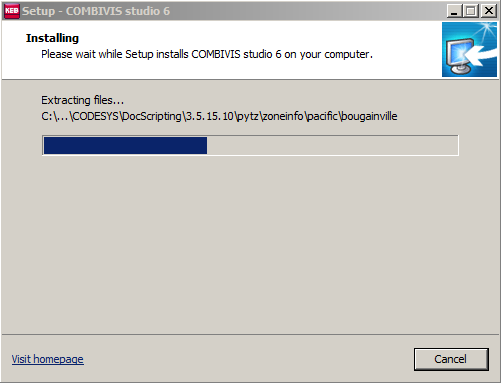 KEB Setup - COMBIVIS studio 6
Installing
Please wait while Setup installs COMBIVIS studio 6 on your computer.
Extracting files...
C:\...\CODESYS\DocScripting\3.5.15.10\pytz\zoneinfo\pacific\bougainville
Visit homepage
Cancel